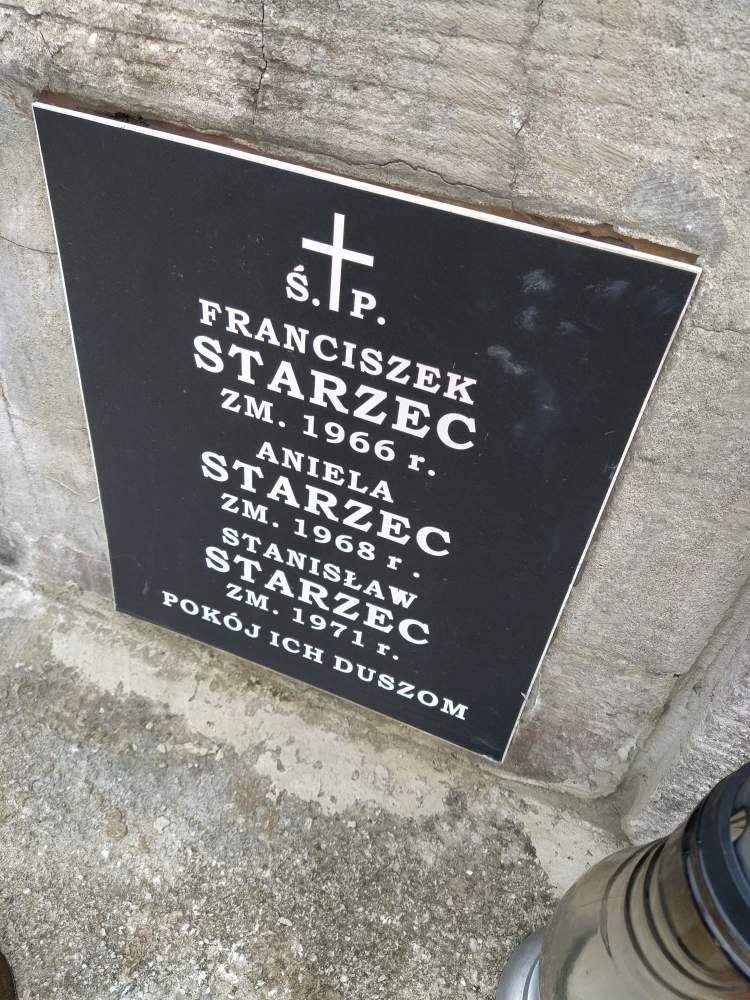 Ś. P.
FRANCISZEK
STARZEC
ZM. 1966 r.
ANIELA
STARZEC
ZM. 1968 r.
STANISŁAW
STARZEC
ZM. 1971 r.
POKÓJ ICH DUSZOM